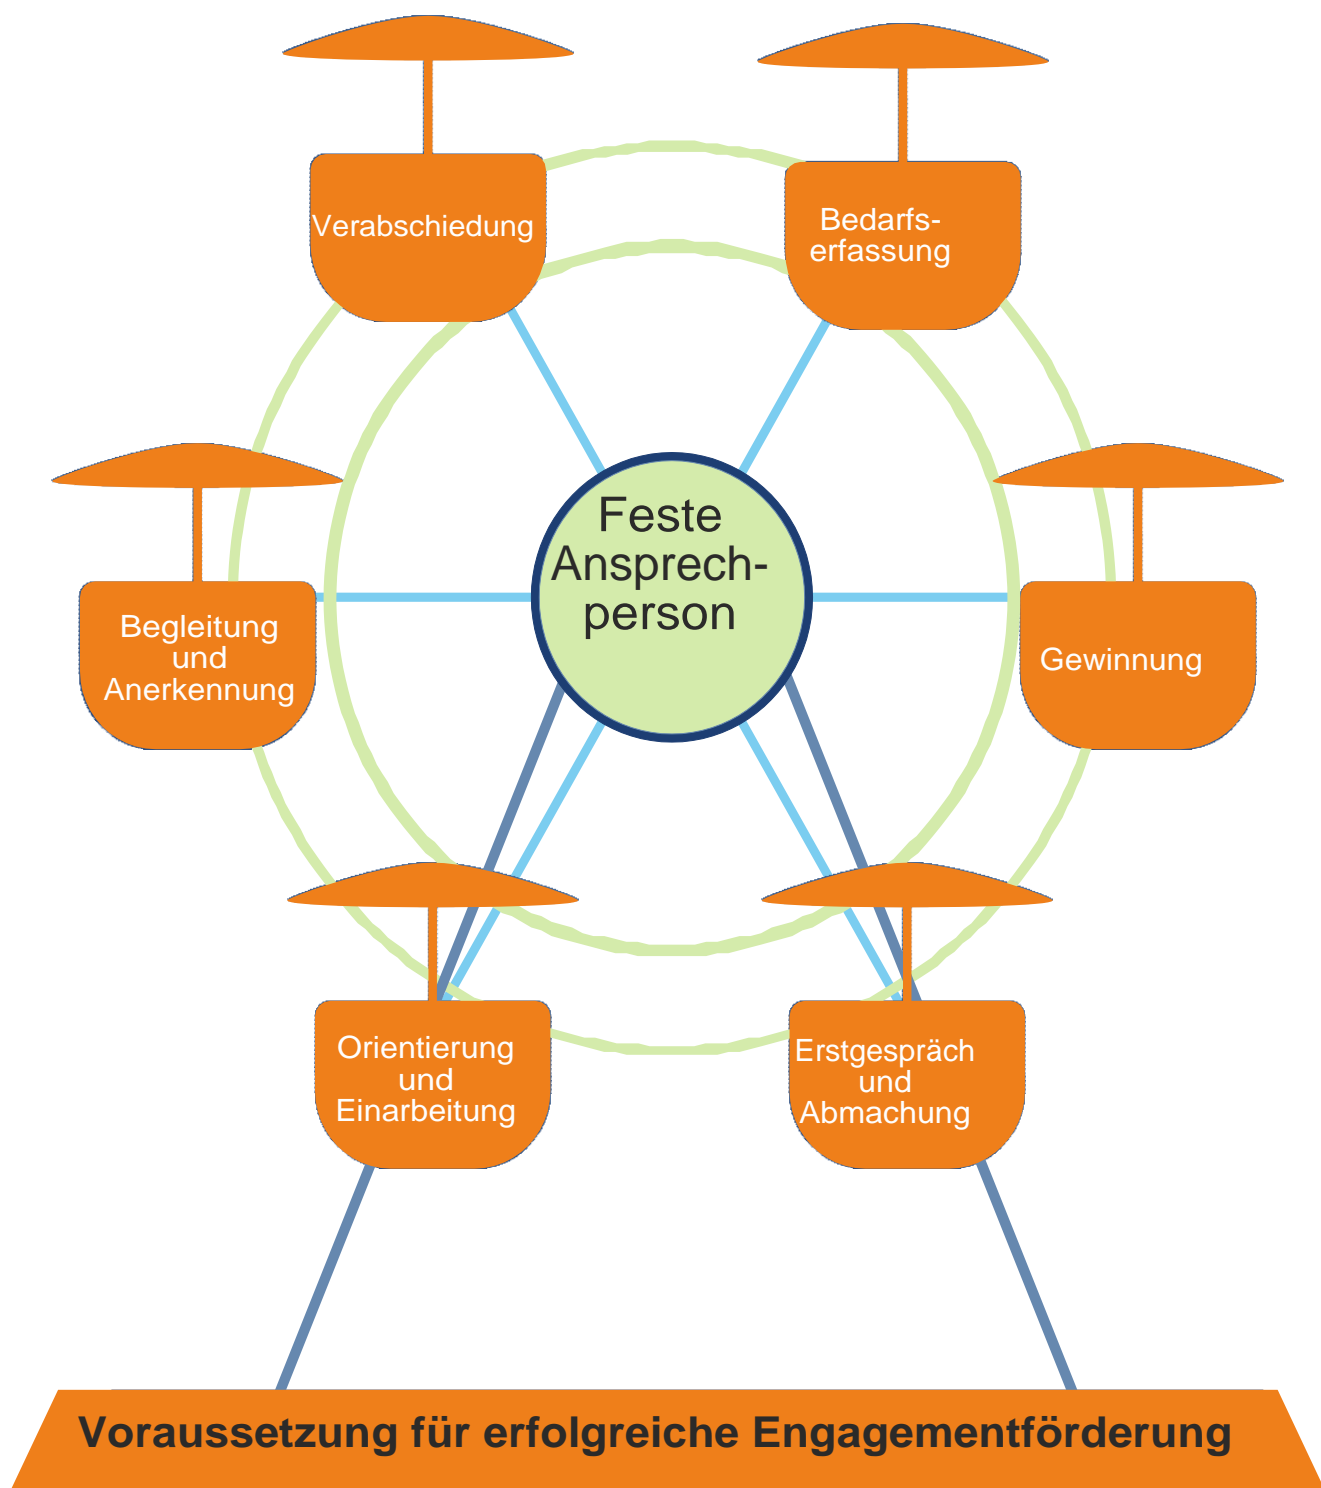 Verabschiedung
Bedarfs-
erfassung
Feste
Ansprech-
person
Begleitung
und
Anerkennung
Gewinnung
Orientierung
und
Einarbeitung
Erstgespräch
und
Abmachung
Voraussetzung für erfolgreiche Engagementförderung